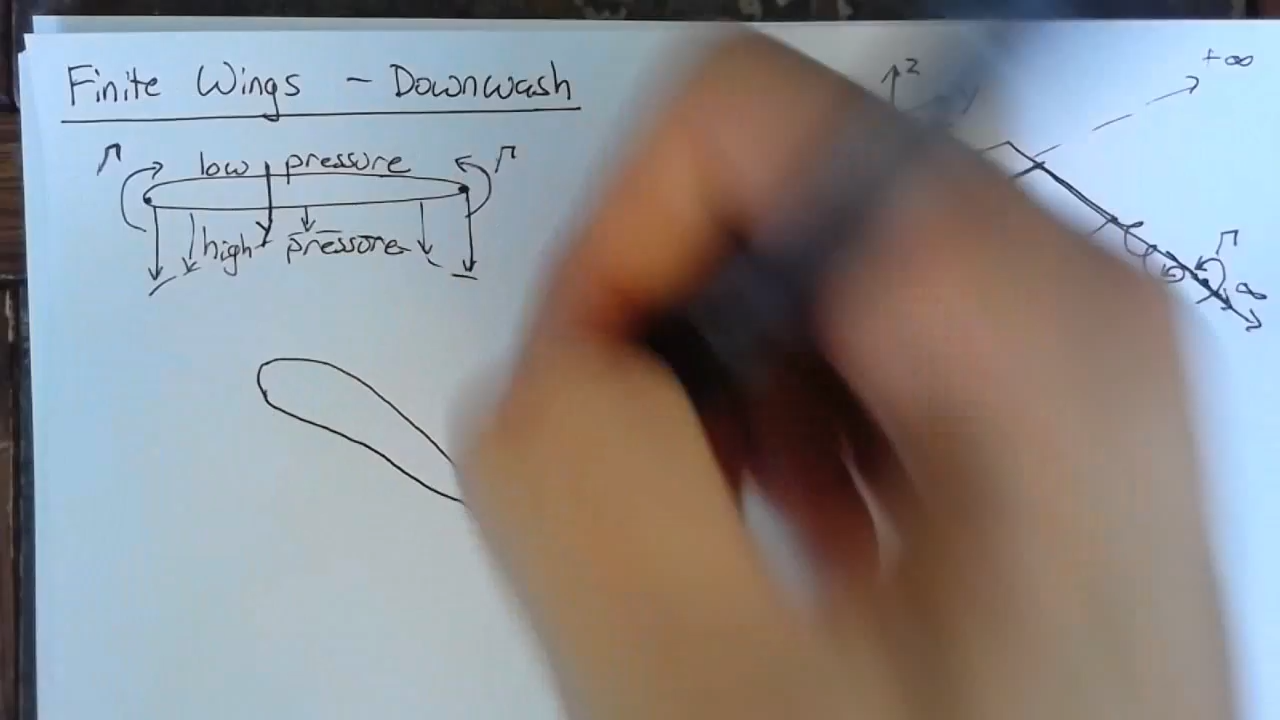 Finite Wings - Downwash
Γ low pressure Γ
high pressure
z
y
+∞
Γ
∞